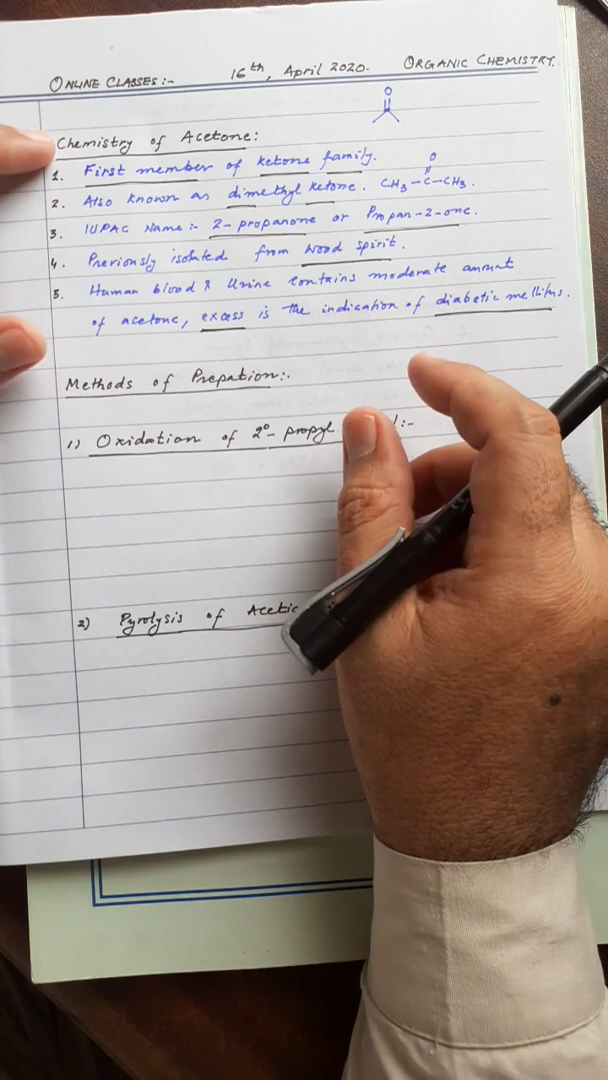 ONLINE CLASSES:- 16th, April 2020. ORGANIC CHEMISTRY.
O
Chemistry of Acetone:
1. First member of ketone family.
O
2. Also known as dimethyl ketone. CH3-C-CH3.
3. IUPAC Name:- 2-propanone or Propan-2-one.
4. Previously isolated from wood spirit.
5. Human blood & Urine contains moderate amount
of acetone, excess is the indication of diabetic mellitus.
Methods of Prepation:-
1) Oxidation of 2°- propyl :-
2) Pyrolysis of Acetic